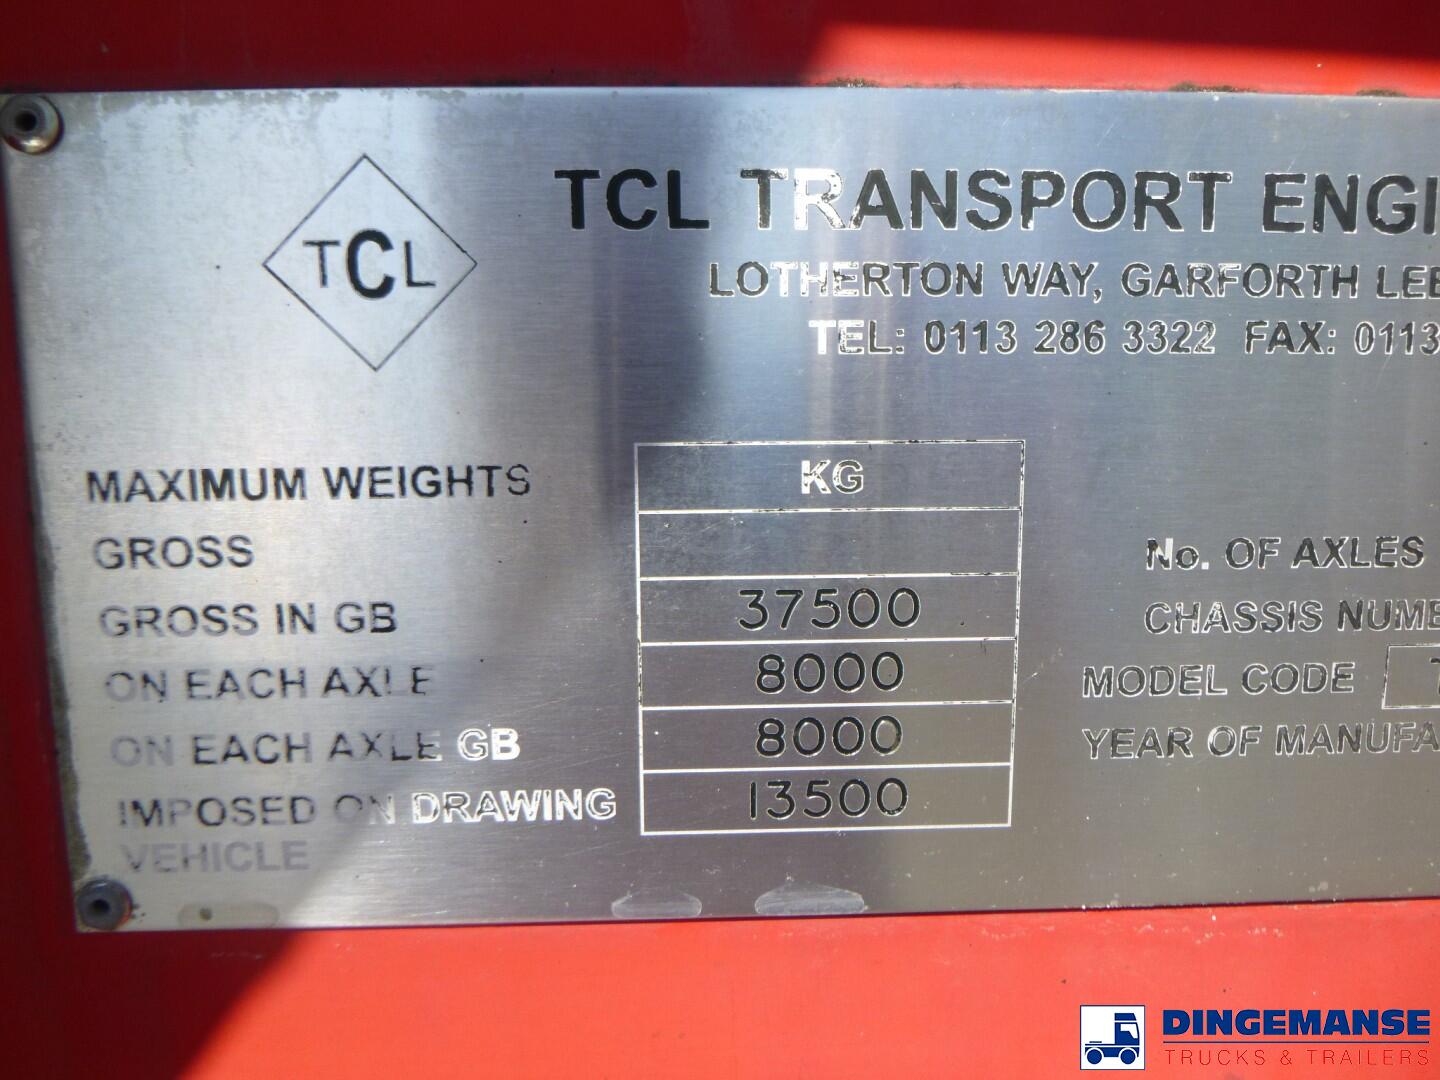 TCL
TCL TRANSPORT ENGI
LOTHERTON WAY, GARFORTH LEE
TEL: 0113 286 3322 FAX: 0113
MAXIMUM WEIGHTS KG
GROSS No. OF AXLES
GROSS IN GB 37500 CHASSIS NUMBE
ON EACH AXLE 8000 MODEL CODE T
ON EACH AXLE GB 8000 YEAR OF MANUFA
IMPOSED ON DRAWING 13500
VEHICLE
DINGEMANSE
TRUCKS & TRAILERS